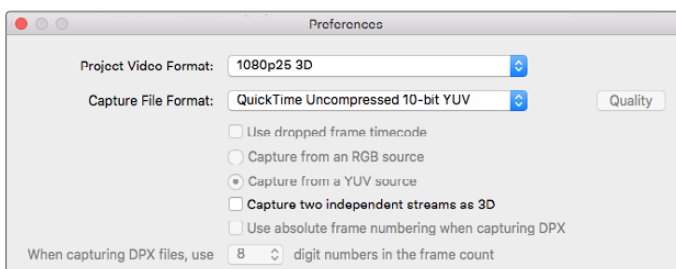 Preferences
Project Video Format: 1080p25 3D
Capture File Format: QuickTime Uncompressed 10-bit YUV Quality
Use dropped frame timecode
Capture from an RGB source
Capture from a YUV source
Capture two independent streams as 3D
Use absolute frame numbering when capturing DPX
When capturing DPX files, use 8 digit numbers in the frame count